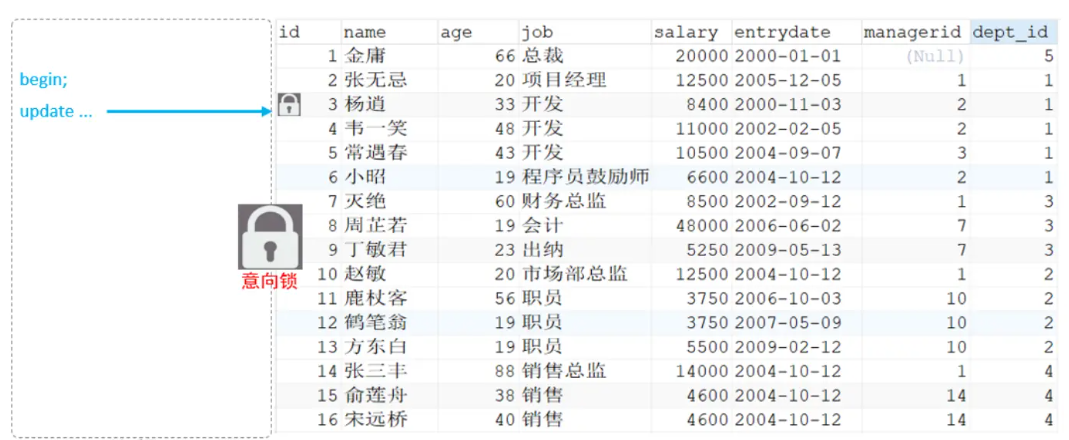 id name age job salary entrydate managerid dept_id
1 金庸 66 总裁 20000 2000-01-01 (Null) 5
begin;
2 张无忌 20 项目经理 12500 2005-12-05 1 1
update ...
3 杨逍 33 开发 8400 2000-11-03 2 1
4 韦一笑 48 开发 11000 2002-02-05 2 1
5 常遇春 43 开发 10500 2004-09-07 3 1
6 小昭 19 程序员鼓励师 6600 2004-10-12 2 1
7 灭绝 60 财务总监 8500 2002-09-12 1 3
8 周芷若 19 会计 48000 2006-06-02 7 3
9 丁敏君 23 出纳 5250 2009-05-13 7 3
意向锁
10 赵敏 20 市场部总监 12500 2004-10-12 1 2
11 鹿杖客 56 职员 3750 2006-10-03 10 2
12 鹤笔翁 19 职员 3750 2007-05-09 10 2
13 方东白 19 职员 5500 2009-02-12 10 2
14 张三丰 88 销售总监 14000 2004-10-12 1 4
15 俞莲舟 38 销售 4600 2004-10-12 14 4
16 宋远桥 40 销售 4600 2004-10-12 14 4